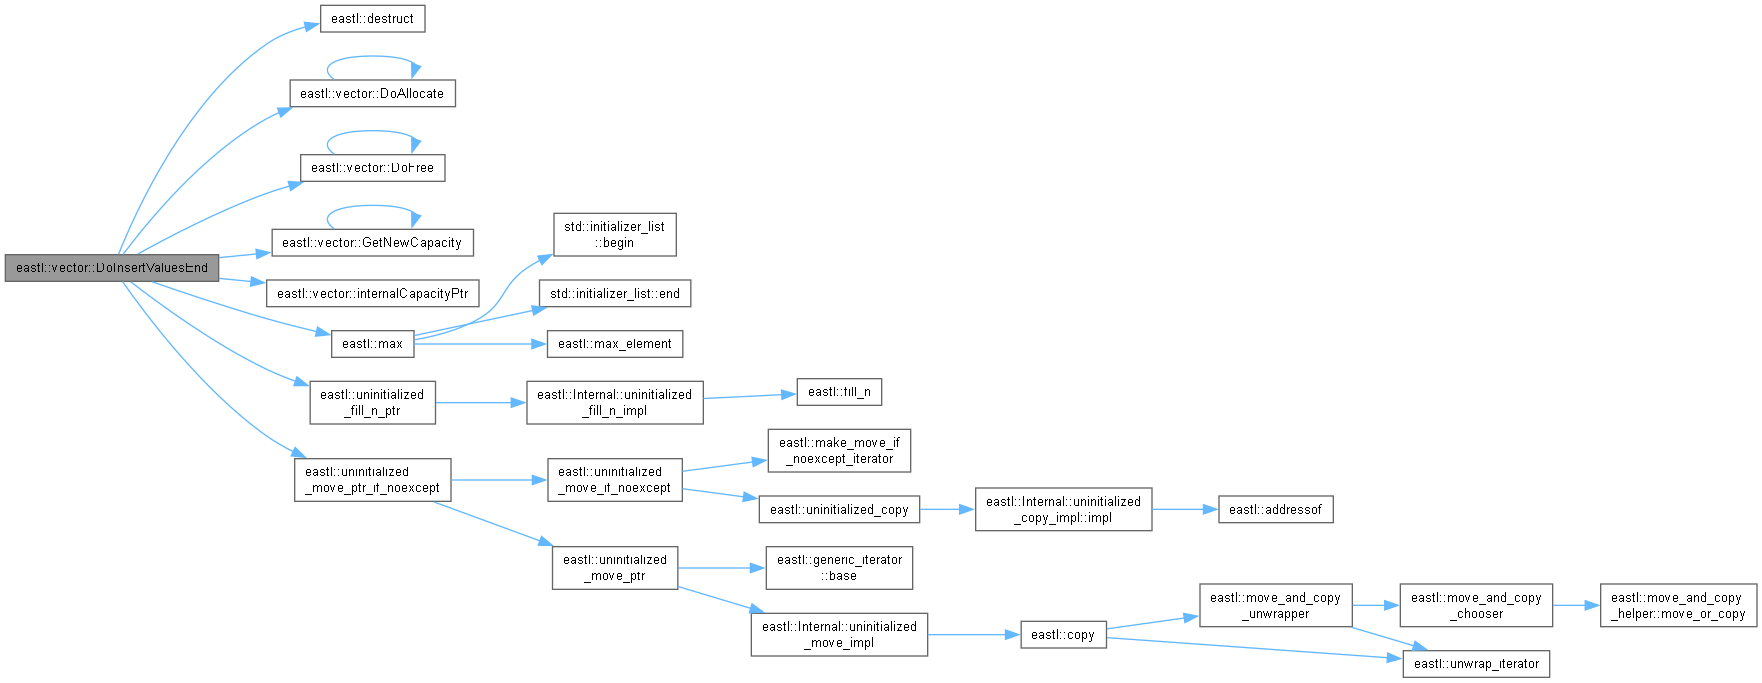 eastl::destruct
eastl::vector::DoAllocate
eastl::vector::DoFree
eastl::vector::GetNewCapacity
std::initializer_list
::begin
eastl::vector::DoInsertValuesEnd
eastl::vector::internalCapacityPtr
std::initializer_list::end
eastl::max
eastl::max_element
eastl::uninitialized
_fill_n_ptr
eastl::Internal::uninitialized
_fill_n_impl
eastl::fill_n
eastl::uninitialized
_move_ptr_if_noexcept
eastl::uninitialized
_move_if_noexcept
eastl::make_move_if
_noexcept_iterator
eastl::uninitialized_copy
eastl::Internal::uninitialized
_copy_impl::impl
eastl::addressof
eastl::uninitialized
_move_ptr
eastl::generic_iterator
::base
eastl::Internal::uninitialized
_move_impl
eastl::copy
eastl::move_and_copy
_unwrapper
eastl::move_and_copy
_chooser
eastl::move_and_copy
_helper::move_or_copy
eastl::unwrap_iterator